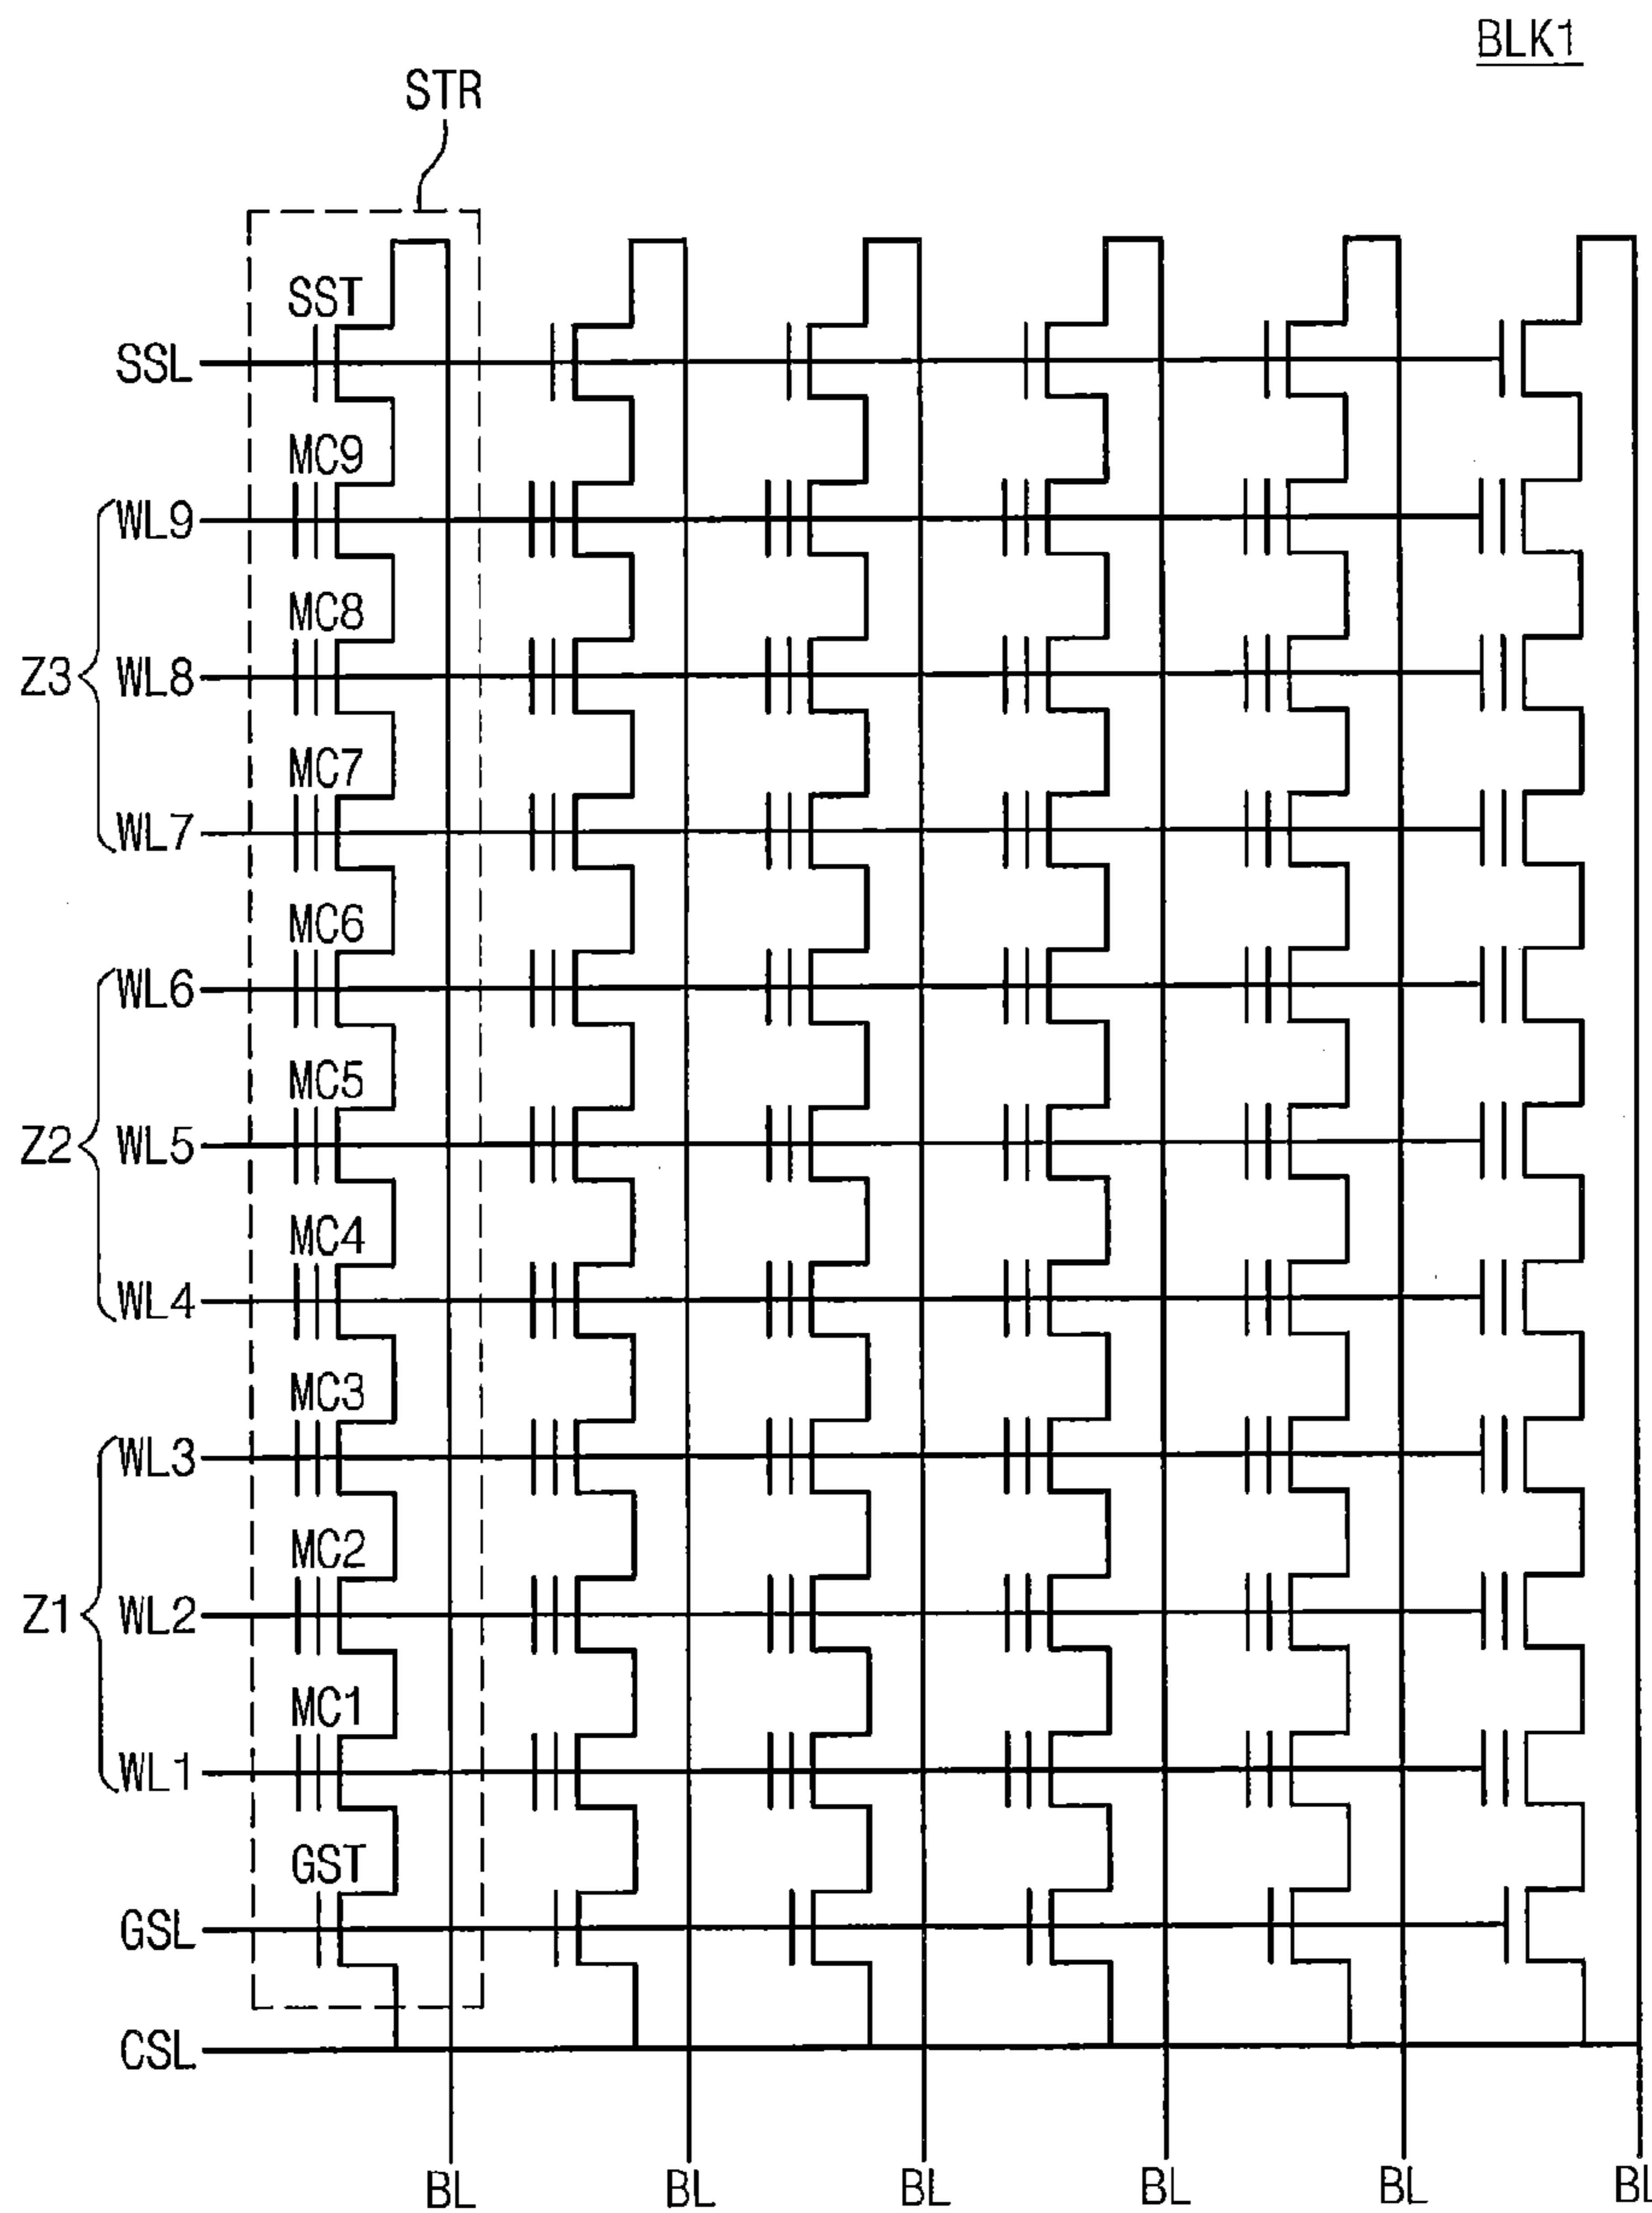 BLK1
STR
SST
SSL
MC9
WL9
MC8
Z3 WL8
MC7
WL7
MC6
WL6
MC5
Z2 WL5
MC4
WL4
MC3
WL3
MC2
Z1 WL2
MC1
WL1
GST
GSL
CSL
BL BL BL BL BL BL